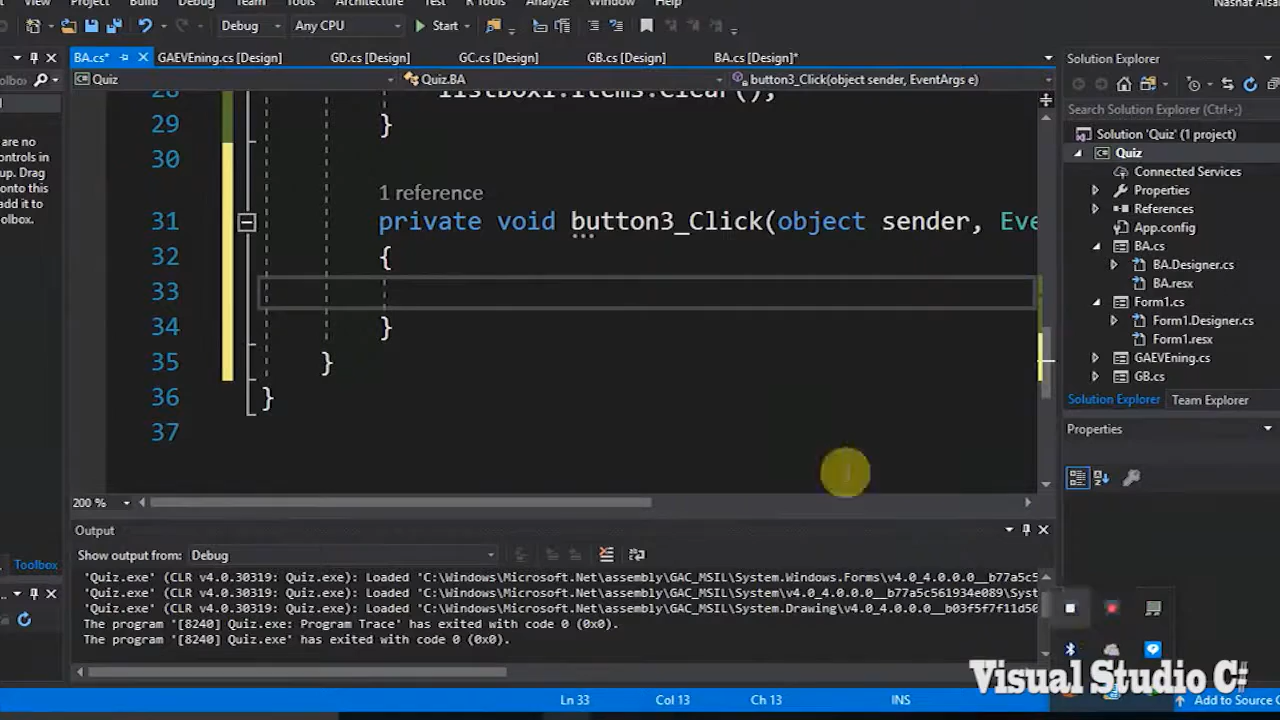 View Project Build Debug Team Tools Architecture Test R Tools Analyze Window Help
Nashat Alsar
Debug Any CPU Start
BA.cs* GAEVEning.cs [Design] GD.cs [Design] GC.cs [Design] GB.cs [Design] BA.cs [Design]*
Quiz Quiz.BA button3_Click(object sender, EventArgs e)
28 listBox1.Items.Clear();
29 }
30
1 reference
31 private void button3_Click(object sender, Eve
32 {
33
34 }
35 }
36 }
37
200 %
are no
controls in
up. Drag
onto this
add it to
olbox.
Toolbox
Solution Explorer
Search Solution Explorer (Ctrl+;)
Solution 'Quiz' (1 project)
Quiz
Connected Services
Properties
References
App.config
BA.cs
BA.Designer.cs
BA.resx
Form1.cs
Form1.Designer.cs
Form1.resx
GAEVEning.cs
GB.cs
Solution Explorer Team Explorer
Properties
Output
Show output from: Debug
'Quiz.exe' (CLR v4.0.30319: Quiz.exe): Loaded 'C:\Windows\Microsoft.Net\assembly\GAC_MSIL\System.Windows.Forms\v4.0_4.0.0.0__b77a5c5
'Quiz.exe' (CLR v4.0.30319: Quiz.exe): Loaded 'C:\Windows\Microsoft.Net\assembly\GAC_MSIL\System\v4.0_4.0.0.0__b77a5c561934e089\Syst
'Quiz.exe' (CLR v4.0.30319: Quiz.exe): Loaded 'C:\Windows\Microsoft.Net\assembly\GAC_MSIL\System.Drawing\v4.0_4.0.0.0__b03f5f7f11d50
The program '[8240] Quiz.exe: Program Trace' has exited with code 0 (0x0).
The program '[8240] Quiz.exe' has exited with code 0 (0x0).
Visual Studio C#
Ln 33 Col 13 Ch 13 INS Add to Source C